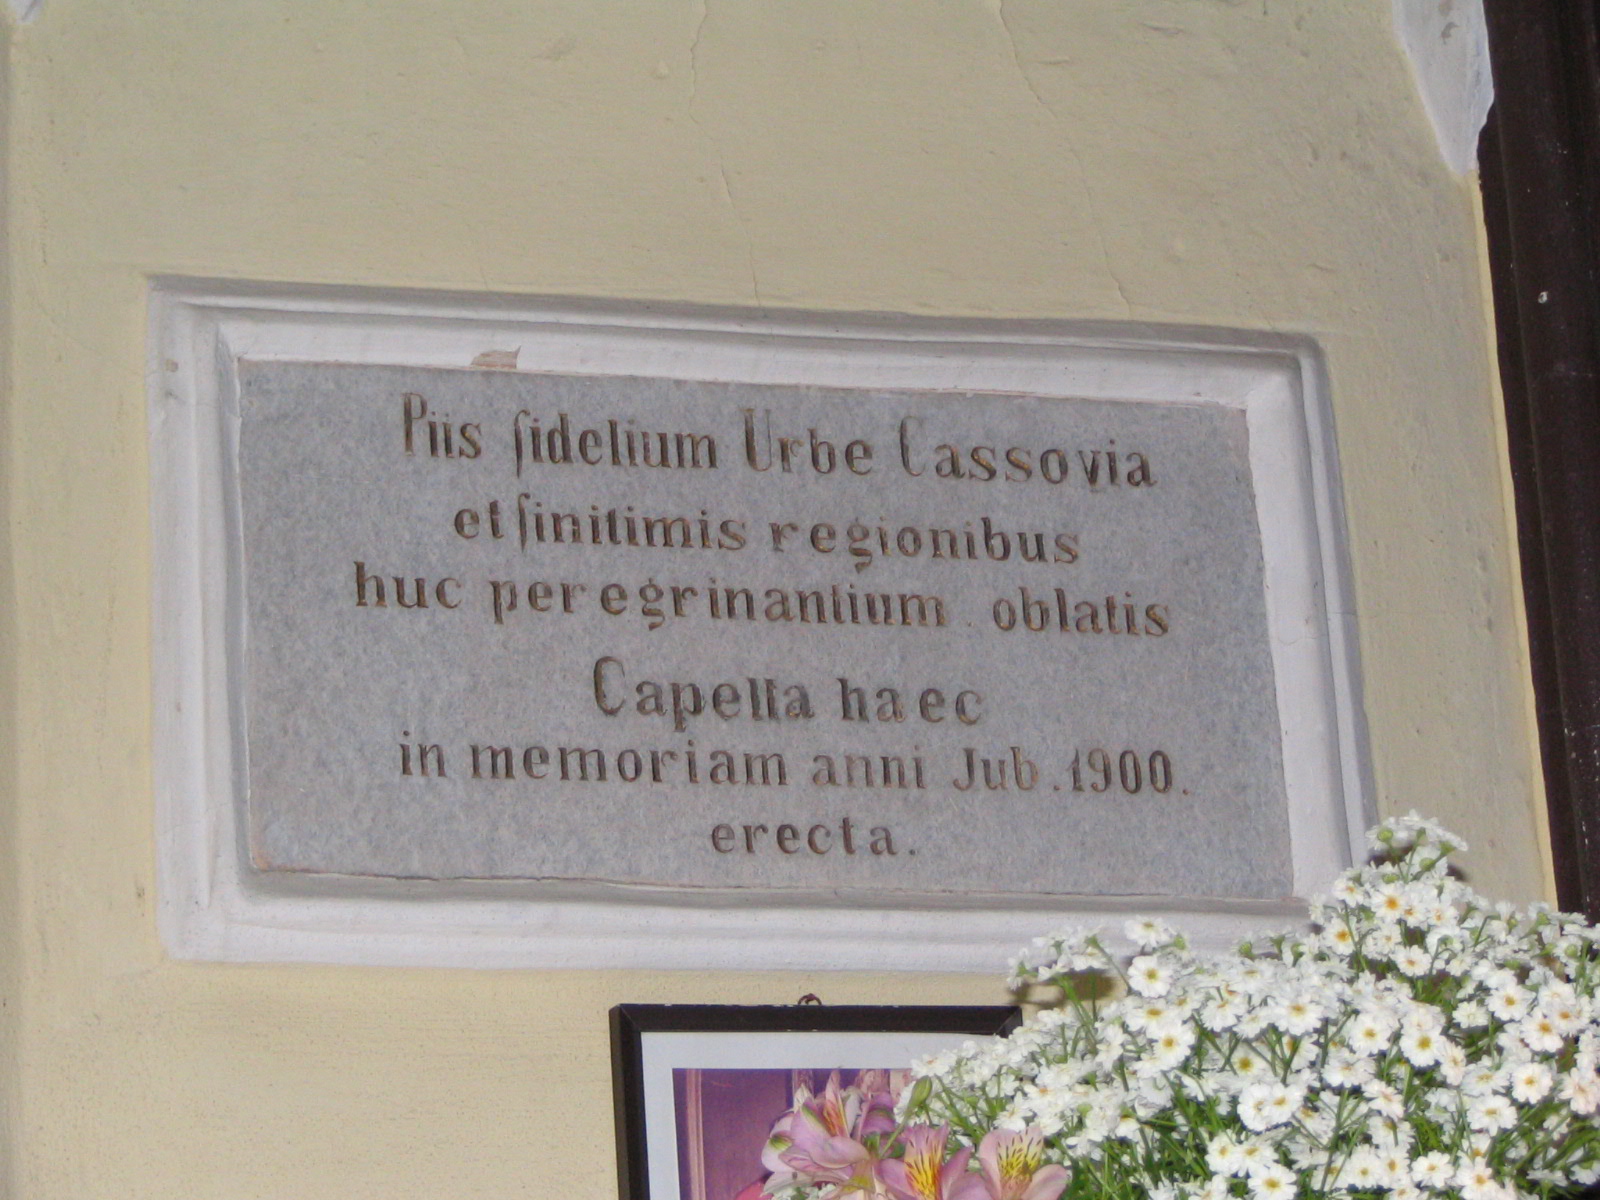 Piis fidelium Urbe Cassovia
et finitimis regionibus
huc peregrinantium oblatis
Capella haec
in memoriam anni Jub. 1900.
erecta.